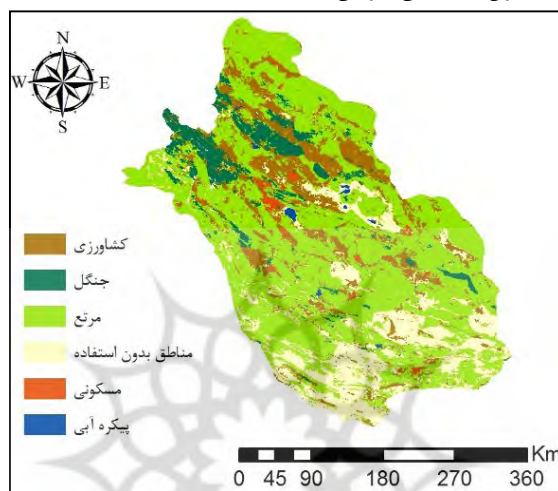 N
W E
S
کشاورزی
جنگل
مرتع
مناطق بدون استفاده
مسکونی
پیکره آبی
Km
0 45 90 180 270 360